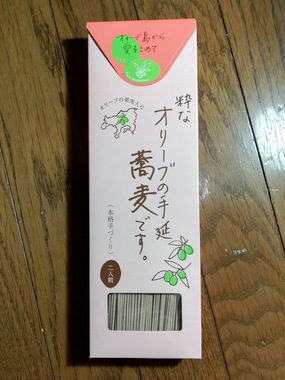 オリーブ島から
愛をこめて
オリーブの果実入り
粋な
オリーブの手延
蕎麦です。
(本格手づくり)
二人前